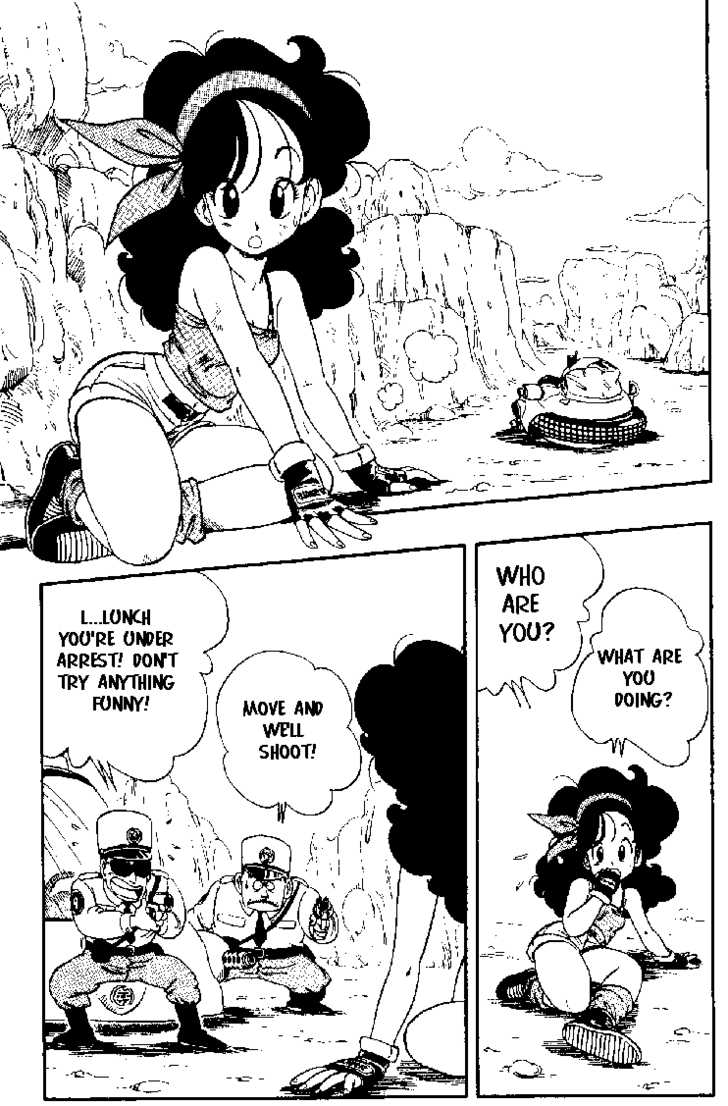 L...LUNCH
YOU'RE UNDER
ARREST! DON'T
TRY ANYTHING
FUNNY!
MOVE AND
WE'LL
SHOOT!
WHO
ARE
YOU?
WHAT ARE
YOU
DOING?